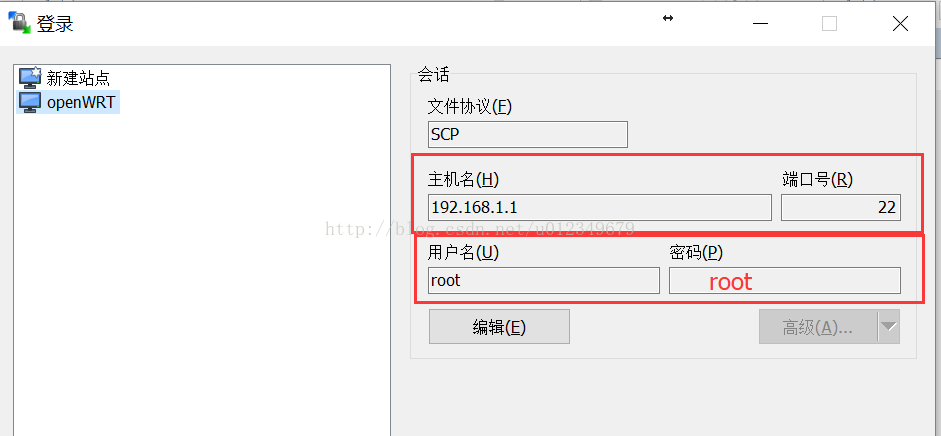 登录
新建站点
openWRT
会话
文件协议(F)
SCP
主机名(H) 端口号(R)
192.168.1.1 22
http://blog.csdn.net/u012349679
用户名(U) 密码(P)
root root
编辑(E) 高级(A)...